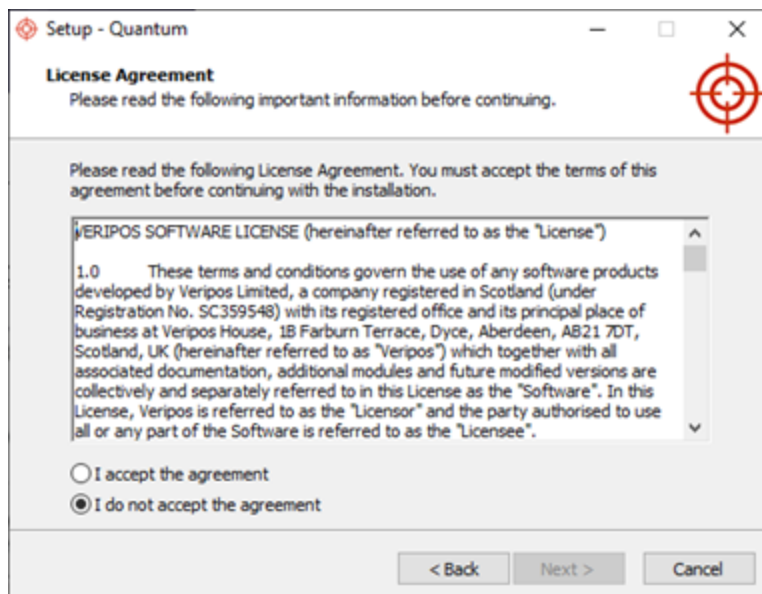 Setup - Quantum
License Agreement
Please read the following important information before continuing.
Please read the following License Agreement. You must accept the terms of this
agreement before continuing with the installation.
VERIPOS SOFTWARE LICENSE (hereinafter referred to as the "License")
1.0 These terms and conditions govern the use of any software products
developed by Veripos Limited, a company registered in Scotland (under
Registration No. SC359548) with its registered office and its principal place of
business at Veripos House, 1B Farburn Terrace, Dyce, Aberdeen, AB21 7DT,
Scotland, UK (hereinafter referred to as "Veripos") which together with all
associated documentation, additional modules and future modified versions are
collectively and separately referred to in this License as the "Software". In this
License, Veripos is referred to as the "Licensor" and the party authorised to use
all or any part of the Software is referred to as the "Licensee".
I accept the agreement
I do not accept the agreement
< Back Next > Cancel